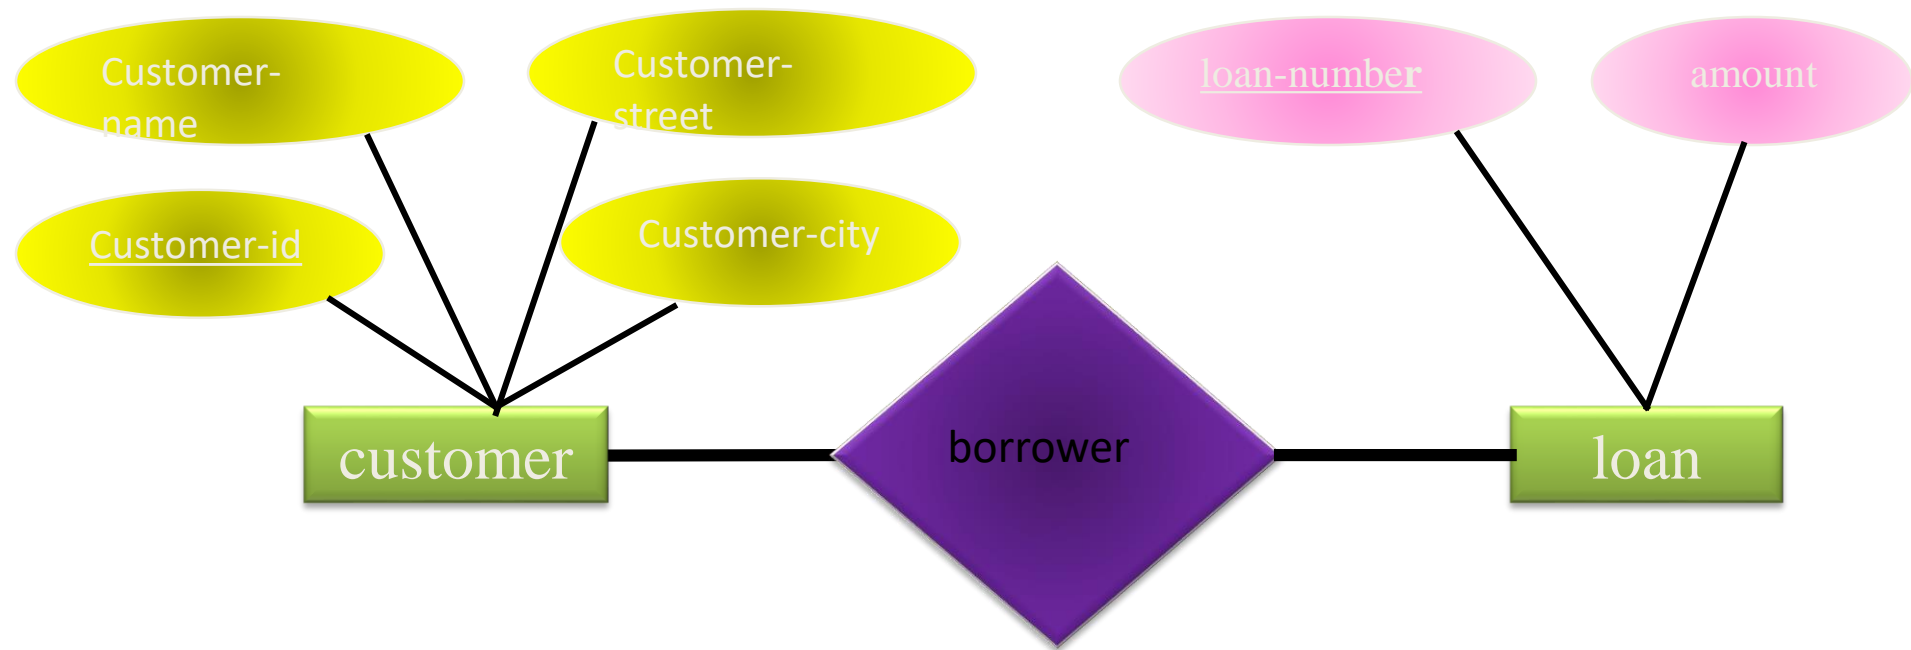 Customer-
name
Customer-
street
loan-number
amount
Customer-id
Customer-city
customer
borrower
loan